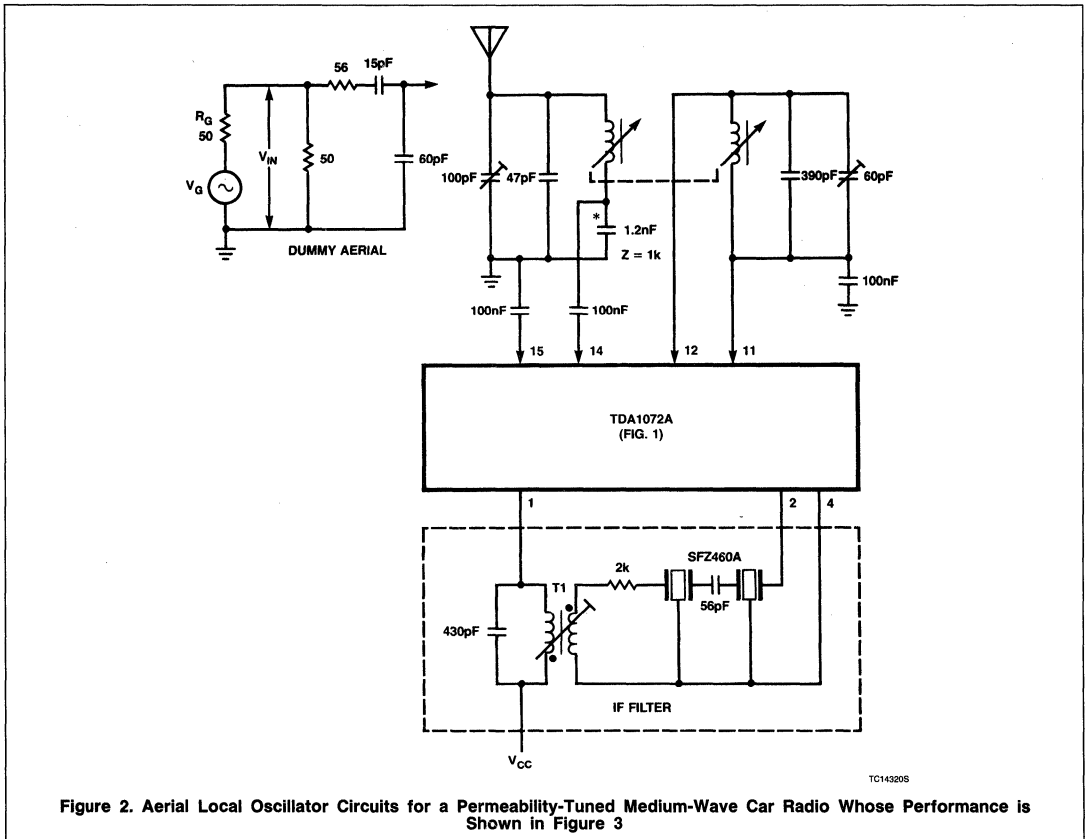 56
15pF
R_G
50
V_IN
50
60pF
V_G
DUMMY AERIAL
100pF
47pF
*
1.2nF
Z = 1k
390pF
60pF
100nF
100nF
100nF
15
14
12
11
TDA1072A
(FIG. 1)
1
2
4
430pF
T1
2k
SFZ460A
56pF
IF FILTER
V_CC
TC14320S
Figure 2. Aerial Local Oscillator Circuits for a Permeability-Tuned Medium-Wave Car Radio Whose Performance is
Shown in Figure 3